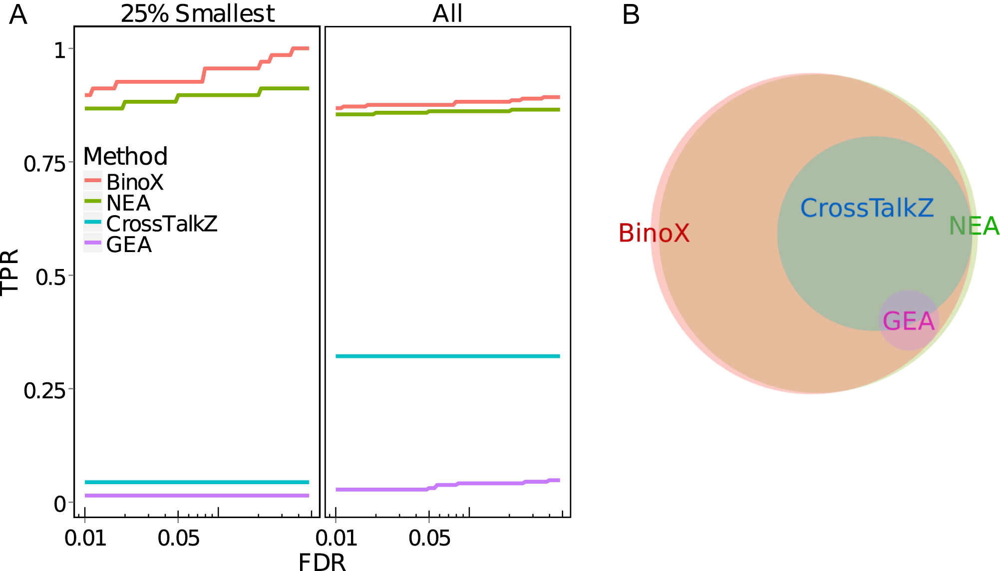 A
25% Smallest
All
B
1
0.75
0.5
0.25
0
TPR
Method
BinoX
NEA
CrossTalkZ
GEA
0.01
0.05
0.01
0.05
FDR
CrossTalkZ
BinoX
NEA
GEA